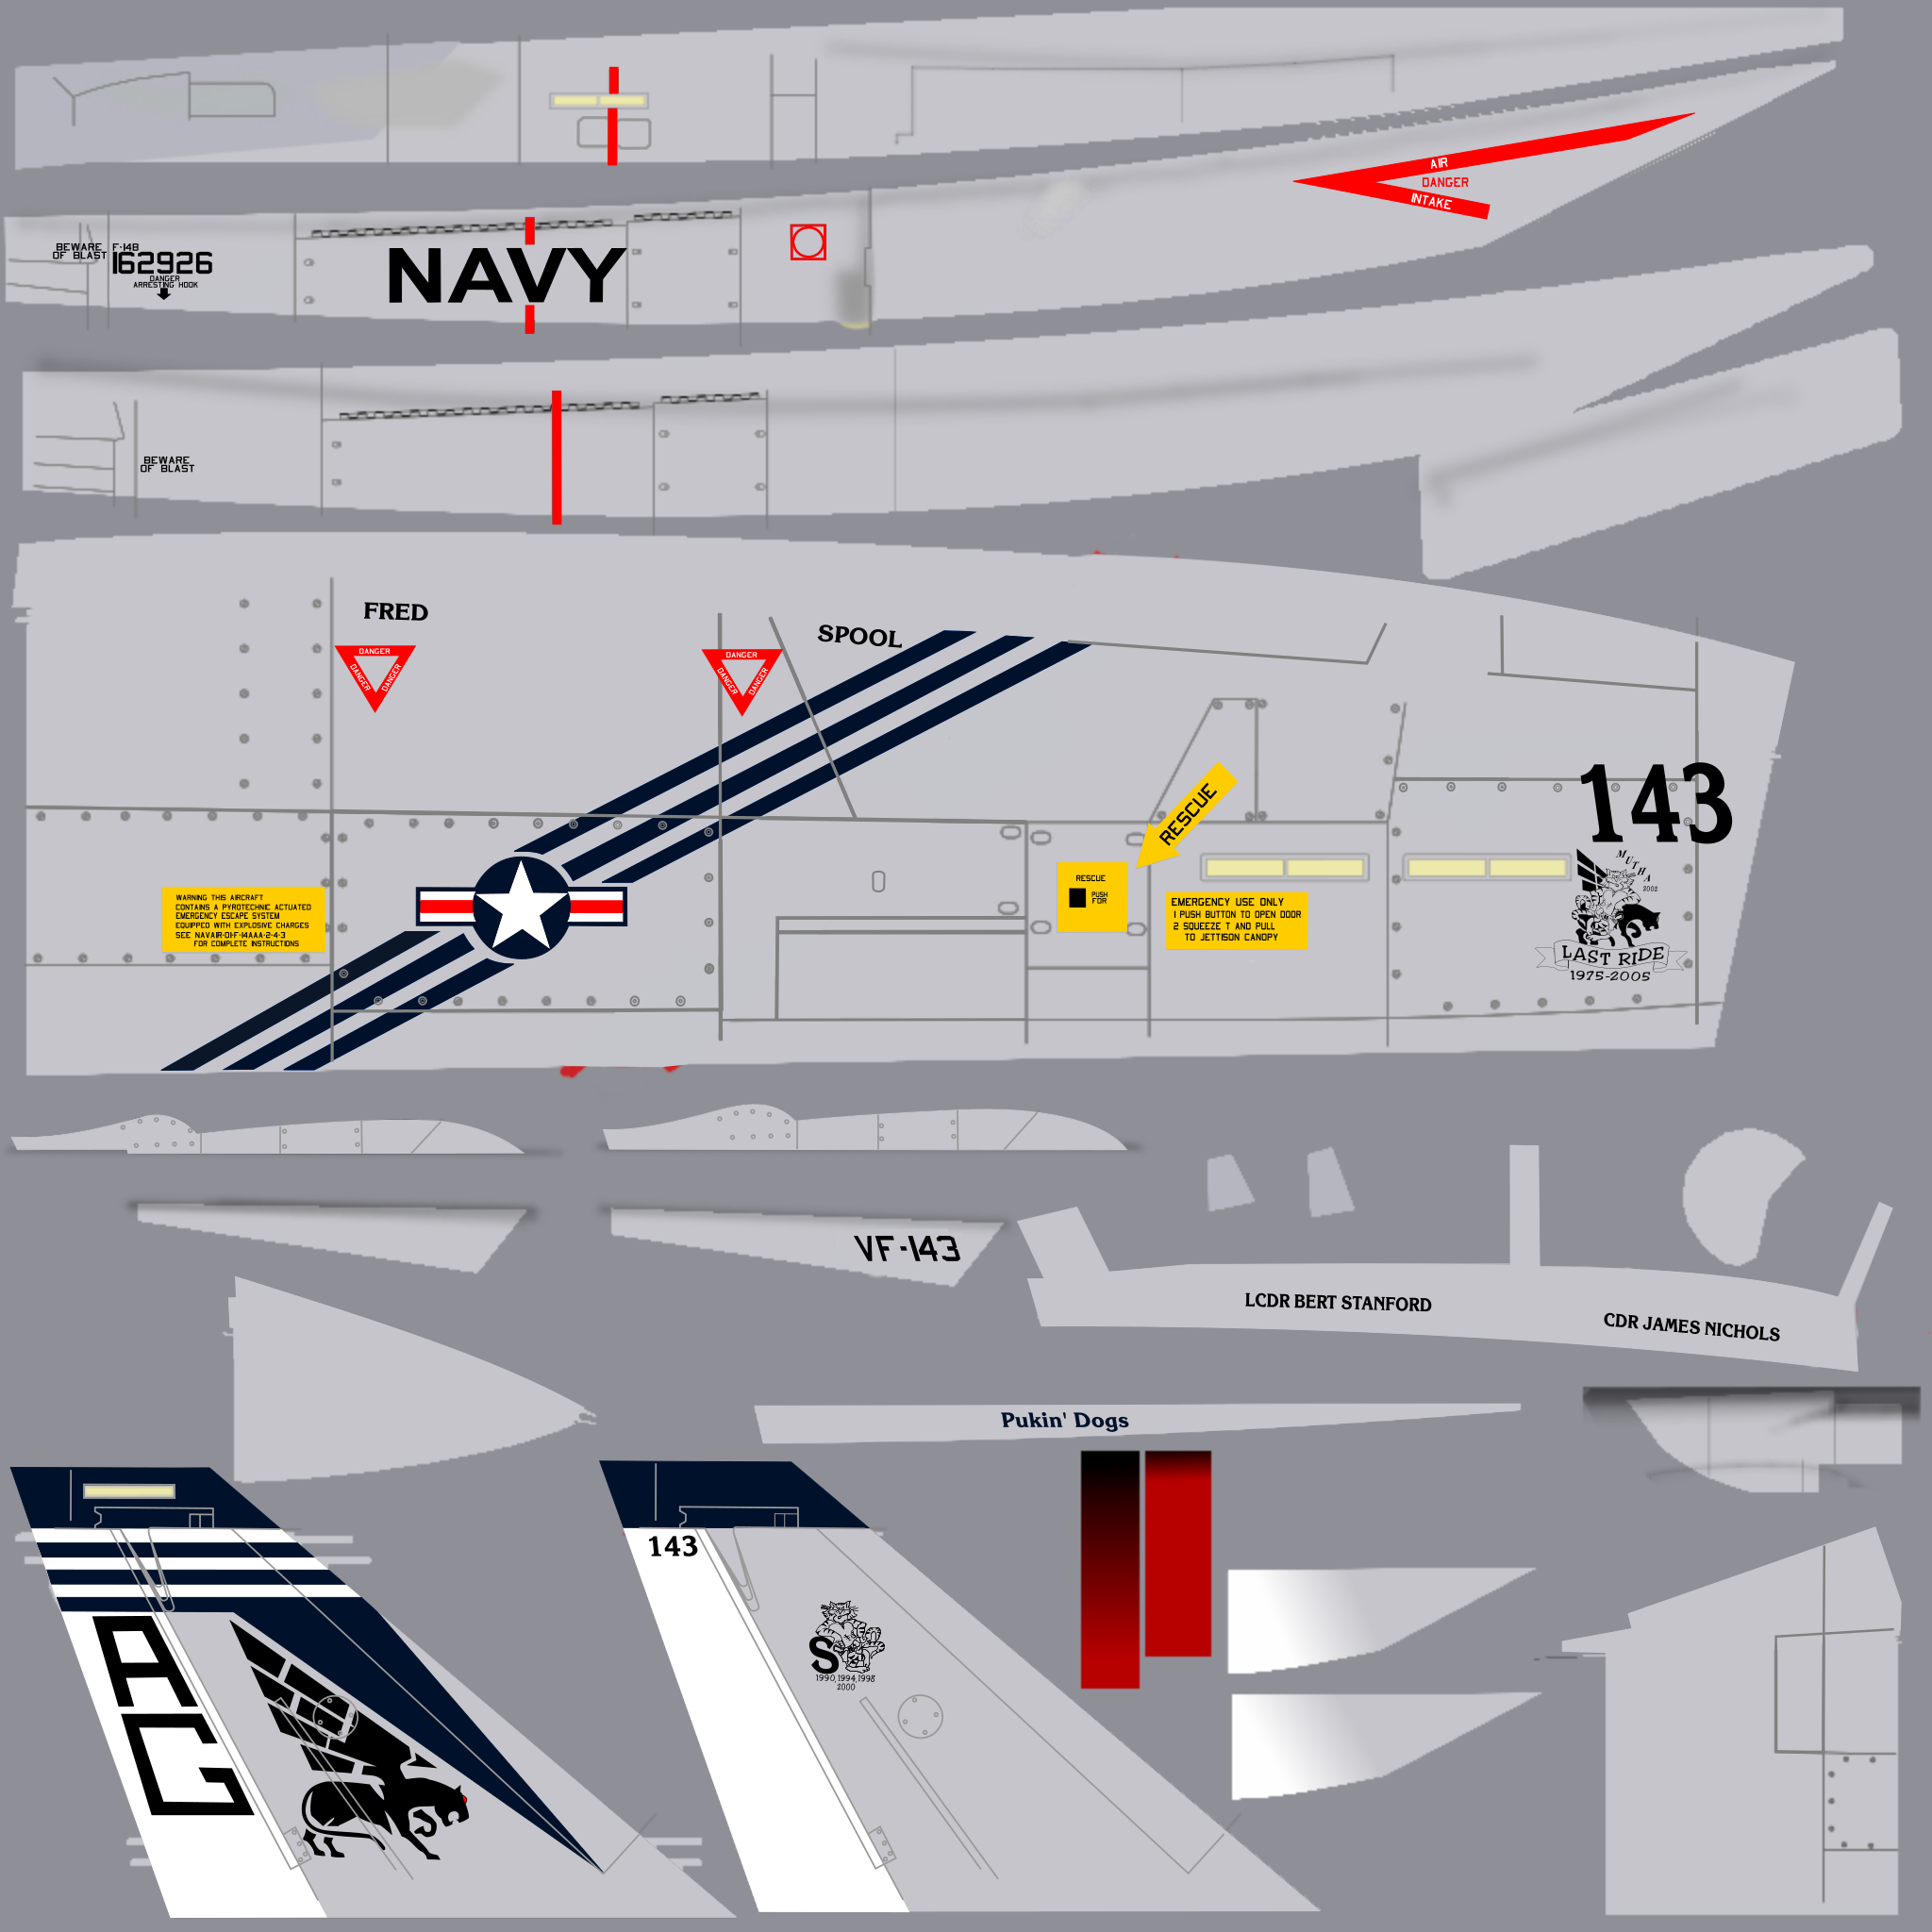 AIR
DANGER
INTAKE
BEWARE
OF BLAST
F-14B
162926
DANGER
ARRESTING HOOK
NAVY
BEWARE
OF BLAST
FRED
SPOOL
DANGER
DANGER
DANGER
DANGER
DANGER
DANGER
RESCUE
143
WARNING THIS AIRCRAFT
CONTAINS A PYROTECHNIC ACTUATED
EMERGENCY ESCAPE SYSTEM
EQUIPPED WITH EXPLOSIVE CHARGES
SEE NAVAIR-01-F-14AAA-2-4-3
FOR COMPLETE INSTRUCTIONS
RESCUE
PUSH
FOR
EMERGENCY USE ONLY
1 PUSH BUTTON TO OPEN DOOR
2 SQUEEZE T AND PULL
TO JETTISON CANOPY
MUTHA
2002
LAST RIDE
1975-2005
VF-143
LCDR BERT STANFORD
CDR JAMES NICHOLS
Pukin' Dogs
143
AG
S
1990, 1994, 1998
2000